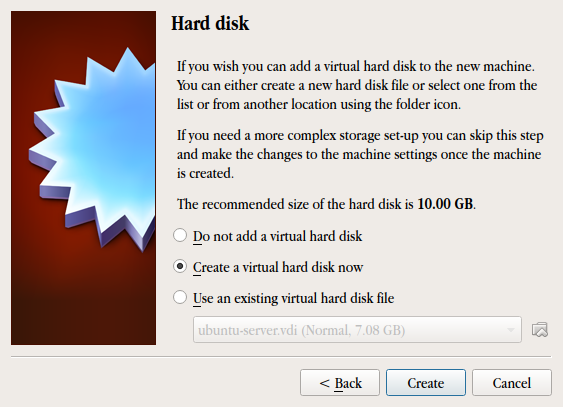 Hard disk
If you wish you can add a virtual hard disk to the new machine.
You can either create a new hard disk file or select one from the
list or from another location using the folder icon.
If you need a more complex storage set-up you can skip this step
and make the changes to the machine settings once the machine
is created.
The recommended size of the hard disk is 10.00 GB.
Do not add a virtual hard disk
Create a virtual hard disk now
Use an existing virtual hard disk file
ubuntu-server.vdi (Normal, 7.08 GB)
< Back
Create
Cancel